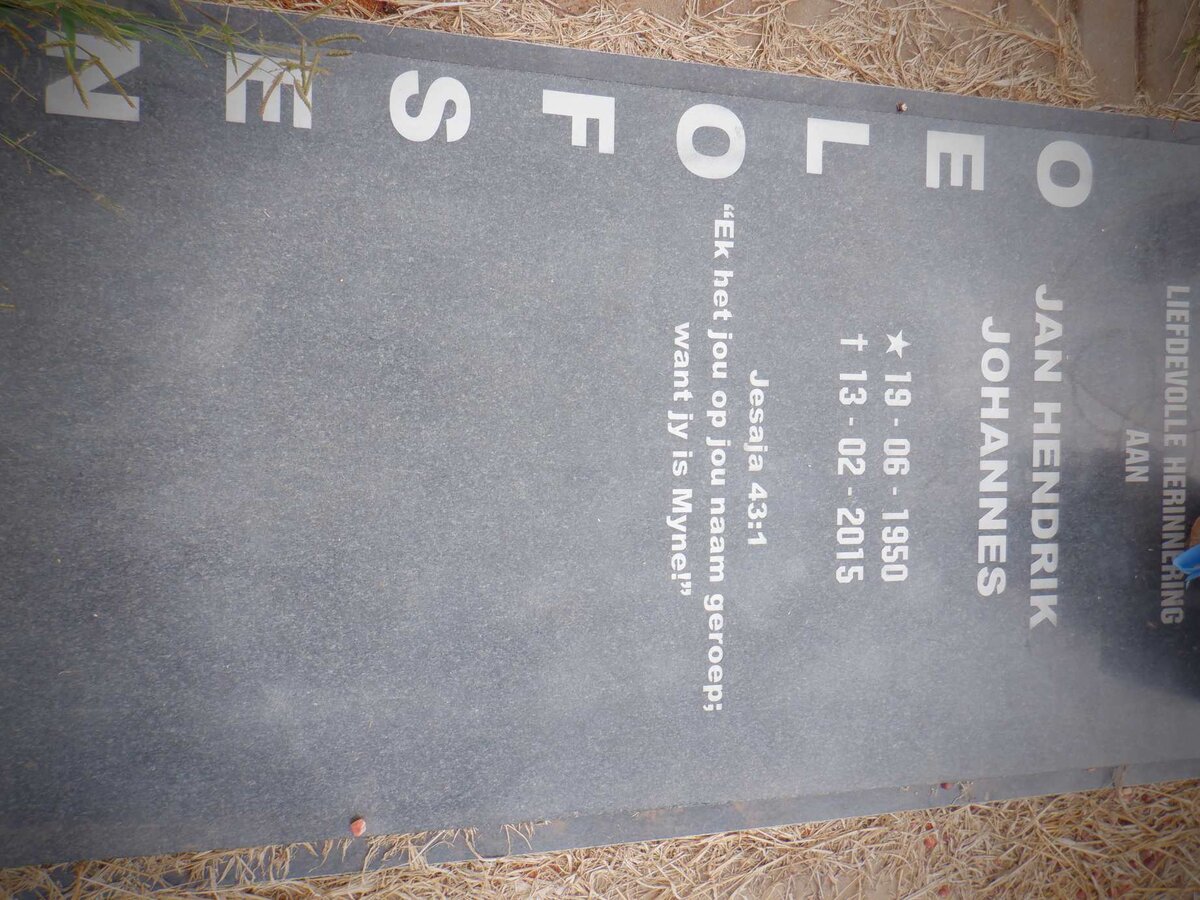 LIEFDEVOLLE HERINNERING
AAN
JAN HENDRIK
JOHANNES
★ 19 - 06 - 1950
† 13 - 02 - 2015
Jesaja 43:1
“Ek het jou op jou naam geroep;
want jy is Myne!”
OELOFSEN